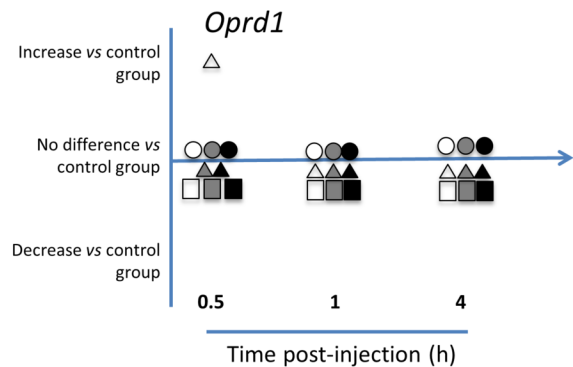 Oprd1
Increase vs control
group
No difference vs
control group
Decrease vs control
group
0.5 1 4
Time post-injection (h)